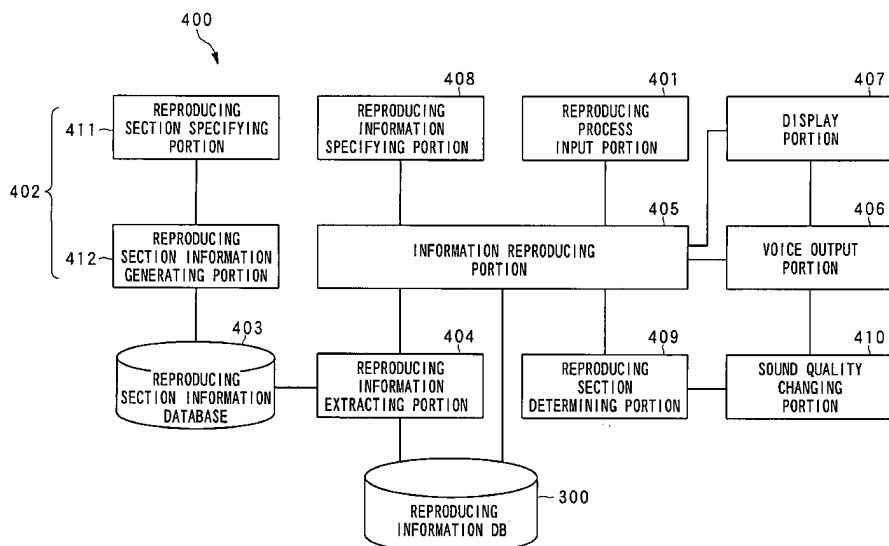 400
408
401
407
REPRODUCING
SECTION SPECIFYING
PORTION
411
REPRODUCING
INFORMATION
SPECIFYING PORTION
REPRODUCING
PROCESS
INPUT PORTION
DISPLAY
PORTION
402
405
406
412
REPRODUCING
SECTION INFORMATION
GENERATING PORTION
INFORMATION REPRODUCING
PORTION
VOICE OUTPUT
PORTION
403
404
409
410
REPRODUCING
SECTION INFORMATION
DATABASE
REPRODUCING
INFORMATION
EXTRACTING PORTION
REPRODUCING
SECTION
DETERMINING PORTION
SOUND QUALITY
CHANGING
PORTION
300
REPRODUCING
INFORMATION DB